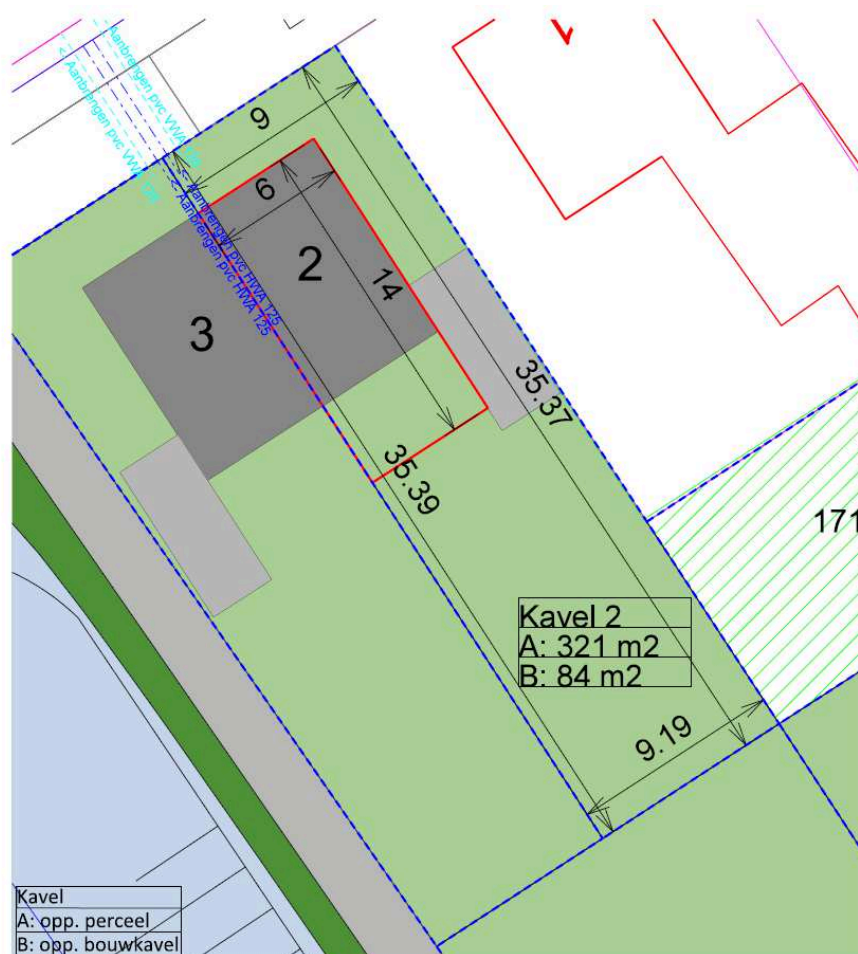 < Aanbrengen pvc VWA 125
< Aanbrengen pvc VWA 125
9
6
< Aanbrengen pvc HWA 125
< Aanbrengen pvc HWA 125
2
14
3
35.37
35.39
171
Kavel 2
A: 321 m2
B: 84 m2
9.19
Kavel
A: opp. perceel
B: opp. bouwkavel